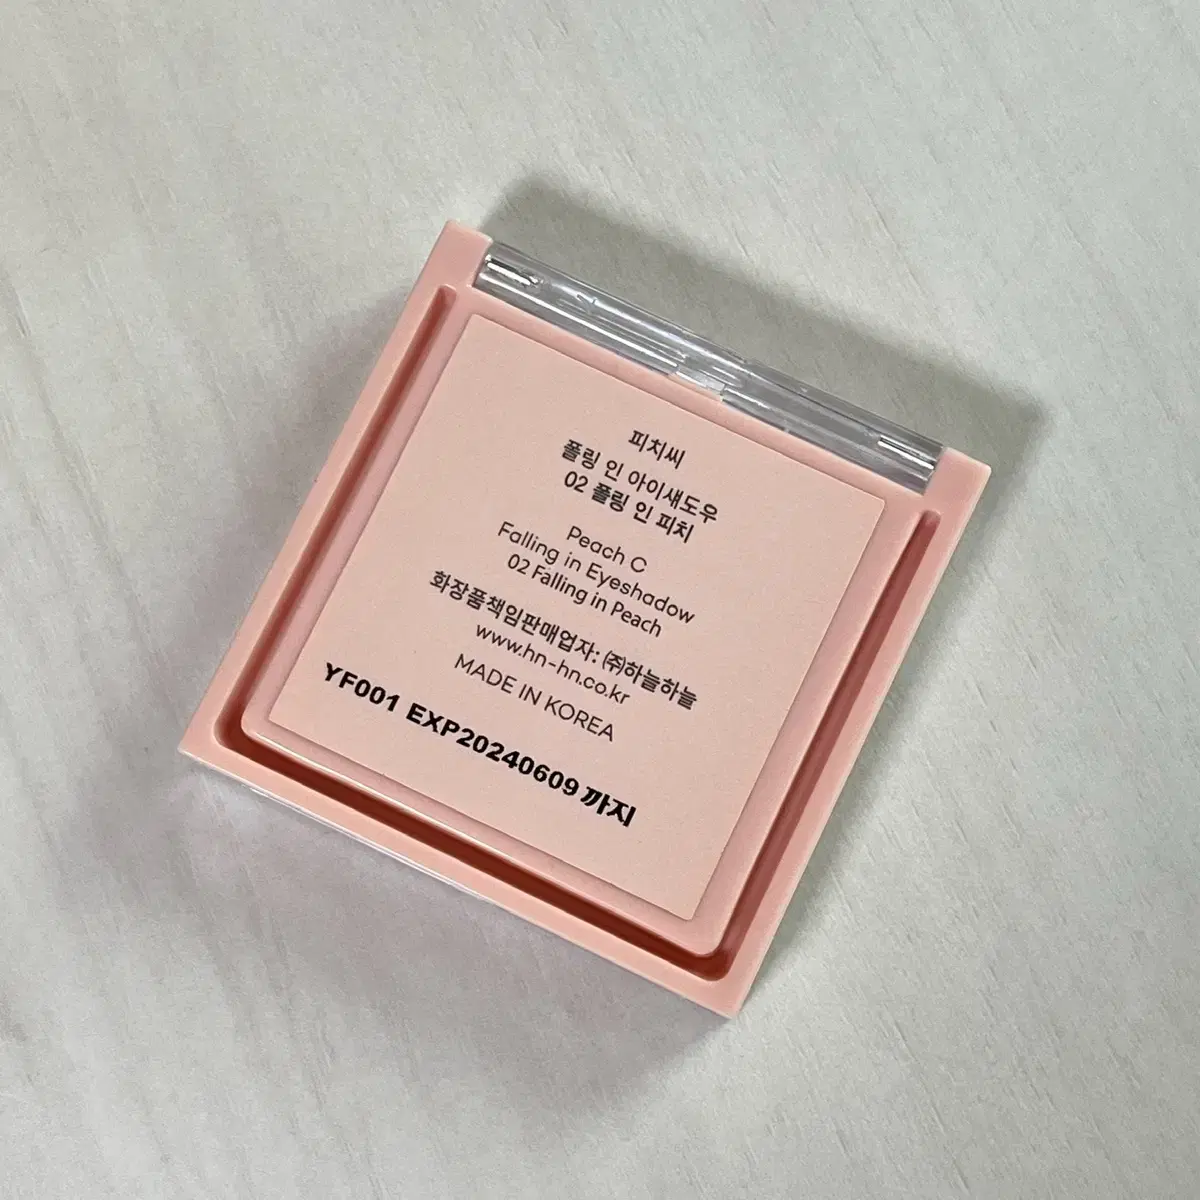 피치씨
폴링 인 아이섀도우
02 폴링 인 피치
Peach C
Falling in Eyeshadow
02 Falling in Peach
화장품책임판매업자: ㈜하늘하늘
www.hn-hn.co.kr
MADE IN KOREA
YF001 EXP20240609 까지